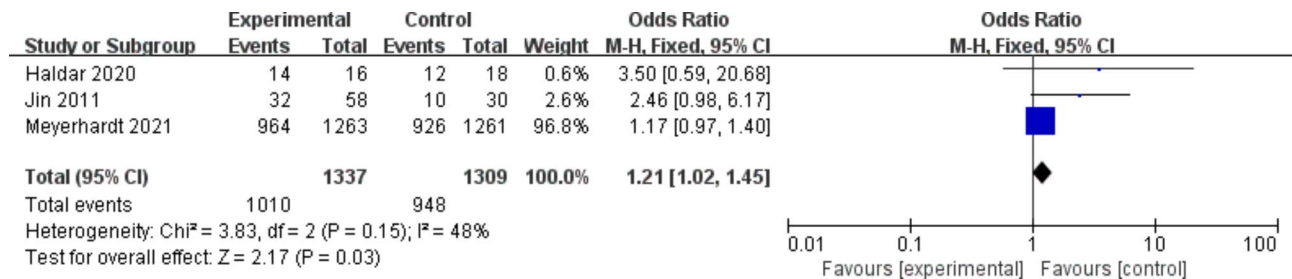 Experimental Control Odds Ratio Odds Ratio
Study or Subgroup Events Total Events Total Weight M-H, Fixed, 95% CI M-H, Fixed, 95% CI
Haldar 2020 14 16 12 18 0.6% 3.50 [0.59, 20.68]
Jin 2011 32 58 10 30 2.6% 2.46 [0.98, 6.17]
Meyerhardt 2021 964 1263 926 1261 96.8% 1.17 [0.97, 1.40]
Total (95% CI) 1337 1309 100.0% 1.21 [1.02, 1.45]
Total events 1010 948
Heterogeneity: Chi² = 3.83, df = 2 (P = 0.15); I² = 48%
Test for overall effect: Z = 2.17 (P = 0.03)
0.01 0.1 1 10 100
Favours [experimental] Favours [control]